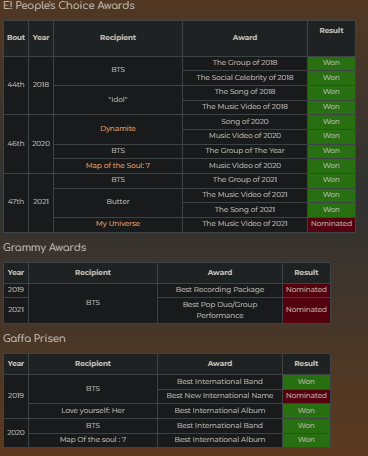 E! People's Choice Awards
Bout Year Recipient Award Result
44th 2018 BTS The Group of 2018 Won
The Social Celebrity of 2018 Won
"Idol" The Song of 2018 Won
The Music Video of 2018 Won
46th 2020 Dynamite Song of 2020 Won
Music Video of 2020 Won
BTS The Group of The Year Won
Map of the Soul: 7 Music Video of 2020 Won
47th 2021 BTS The Group of 2021 Won
Butter The Music Video of 2021 Won
The Song of 2021 Won
My Universe The Music Video of 2021 Nominated
Grammy Awards
Year Recipient Award Result
2019 BTS Best Recording Package Nominated
2021 Best Pop Duo/Group
Performance Nominated
Gaffa Prisen
Year Recipient Award Result
2019 BTS Best International Band Won
Best New International Name Nominated
Love yourself: Her Best International Album Won
2020 BTS Best International Band Won
Map Of the soul : 7 Best International Album Won